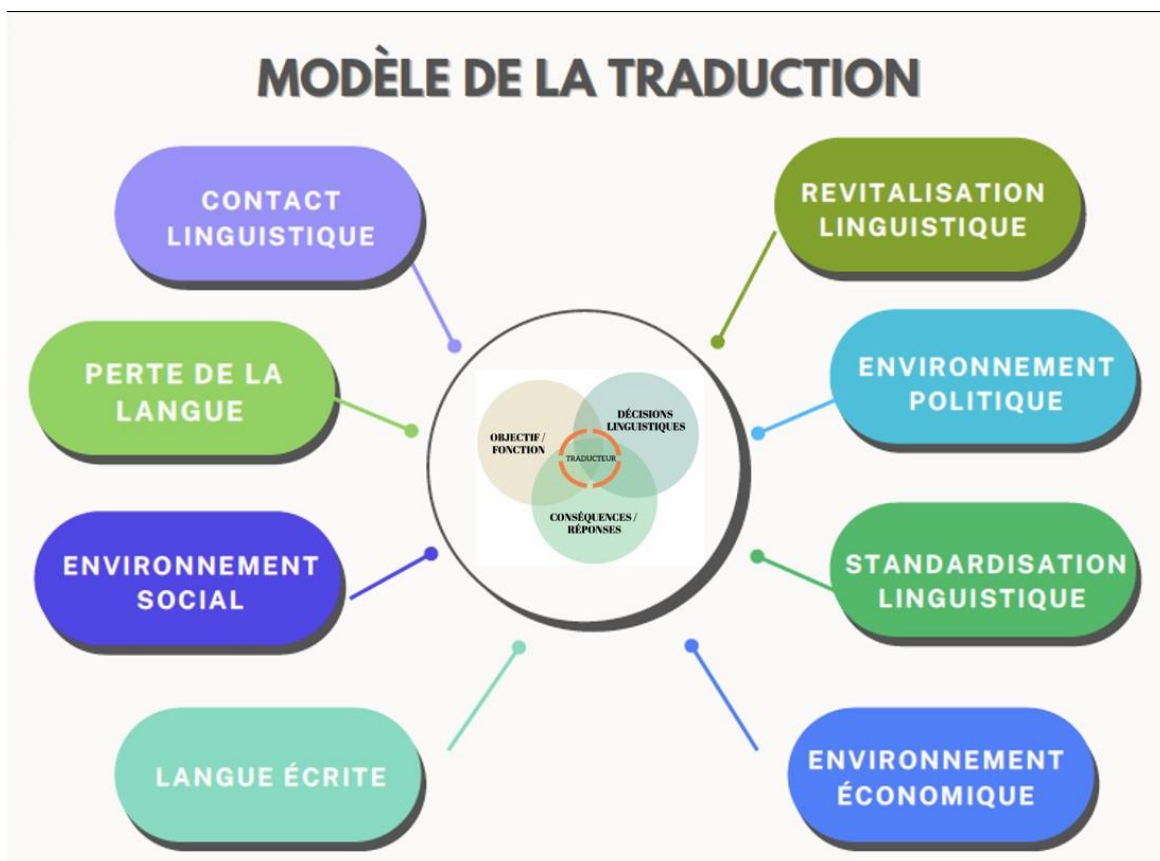 MODÈLE DE LA TRADUCTION
CONTACT
LINGUISTIQUE
REVITALISATION
LINGUISTIQUE
PERTE DE LA
LANGUE
ENVIRONNEMENT
POLITIQUE
OBJECTIF /
FONCTION
DÉCISIONS
LINGUISTIQUES
TRADUCTEUR
CONSÉQUENCES /
RÉPONSES
ENVIRONNEMENT
SOCIAL
STANDARDISATION
LINGUISTIQUE
LANGUE ÉCRITE
ENVIRONNEMENT
ÉCONOMIQUE